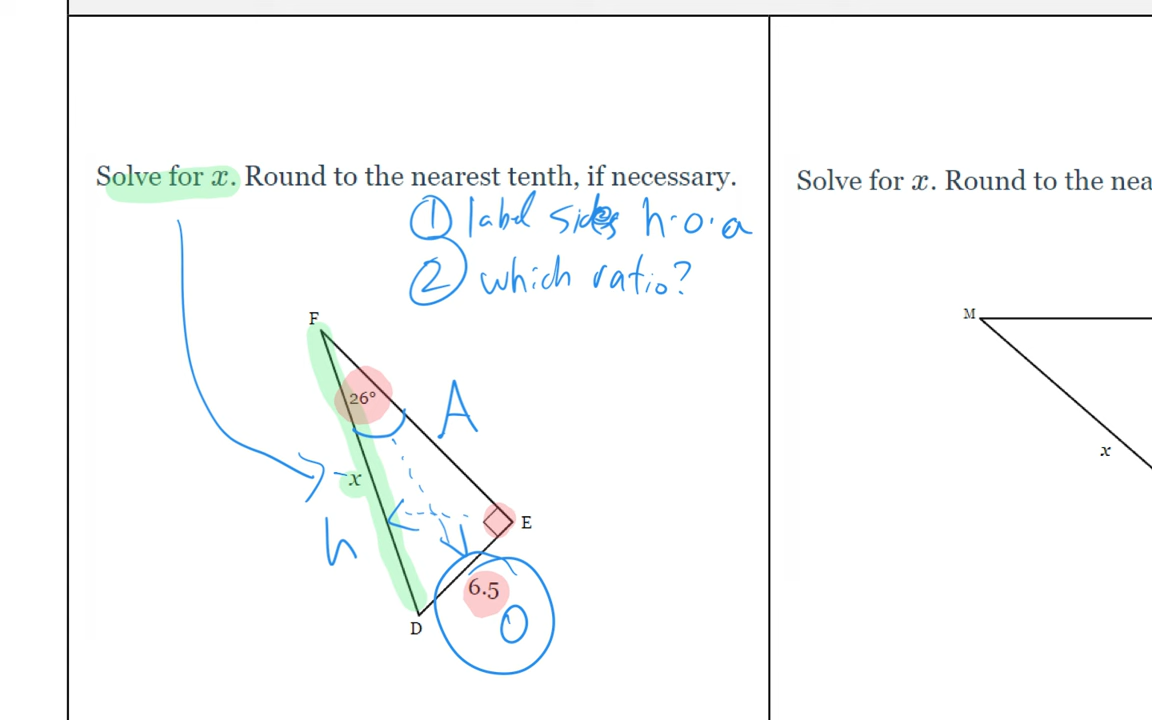 Solve for x. Round to the nearest tenth, if necessary.
① label sides h·o·a
② which ratio?
F
26°
A
x
h
E
6.5
O
D
Solve for x. Round to the nea
M
x